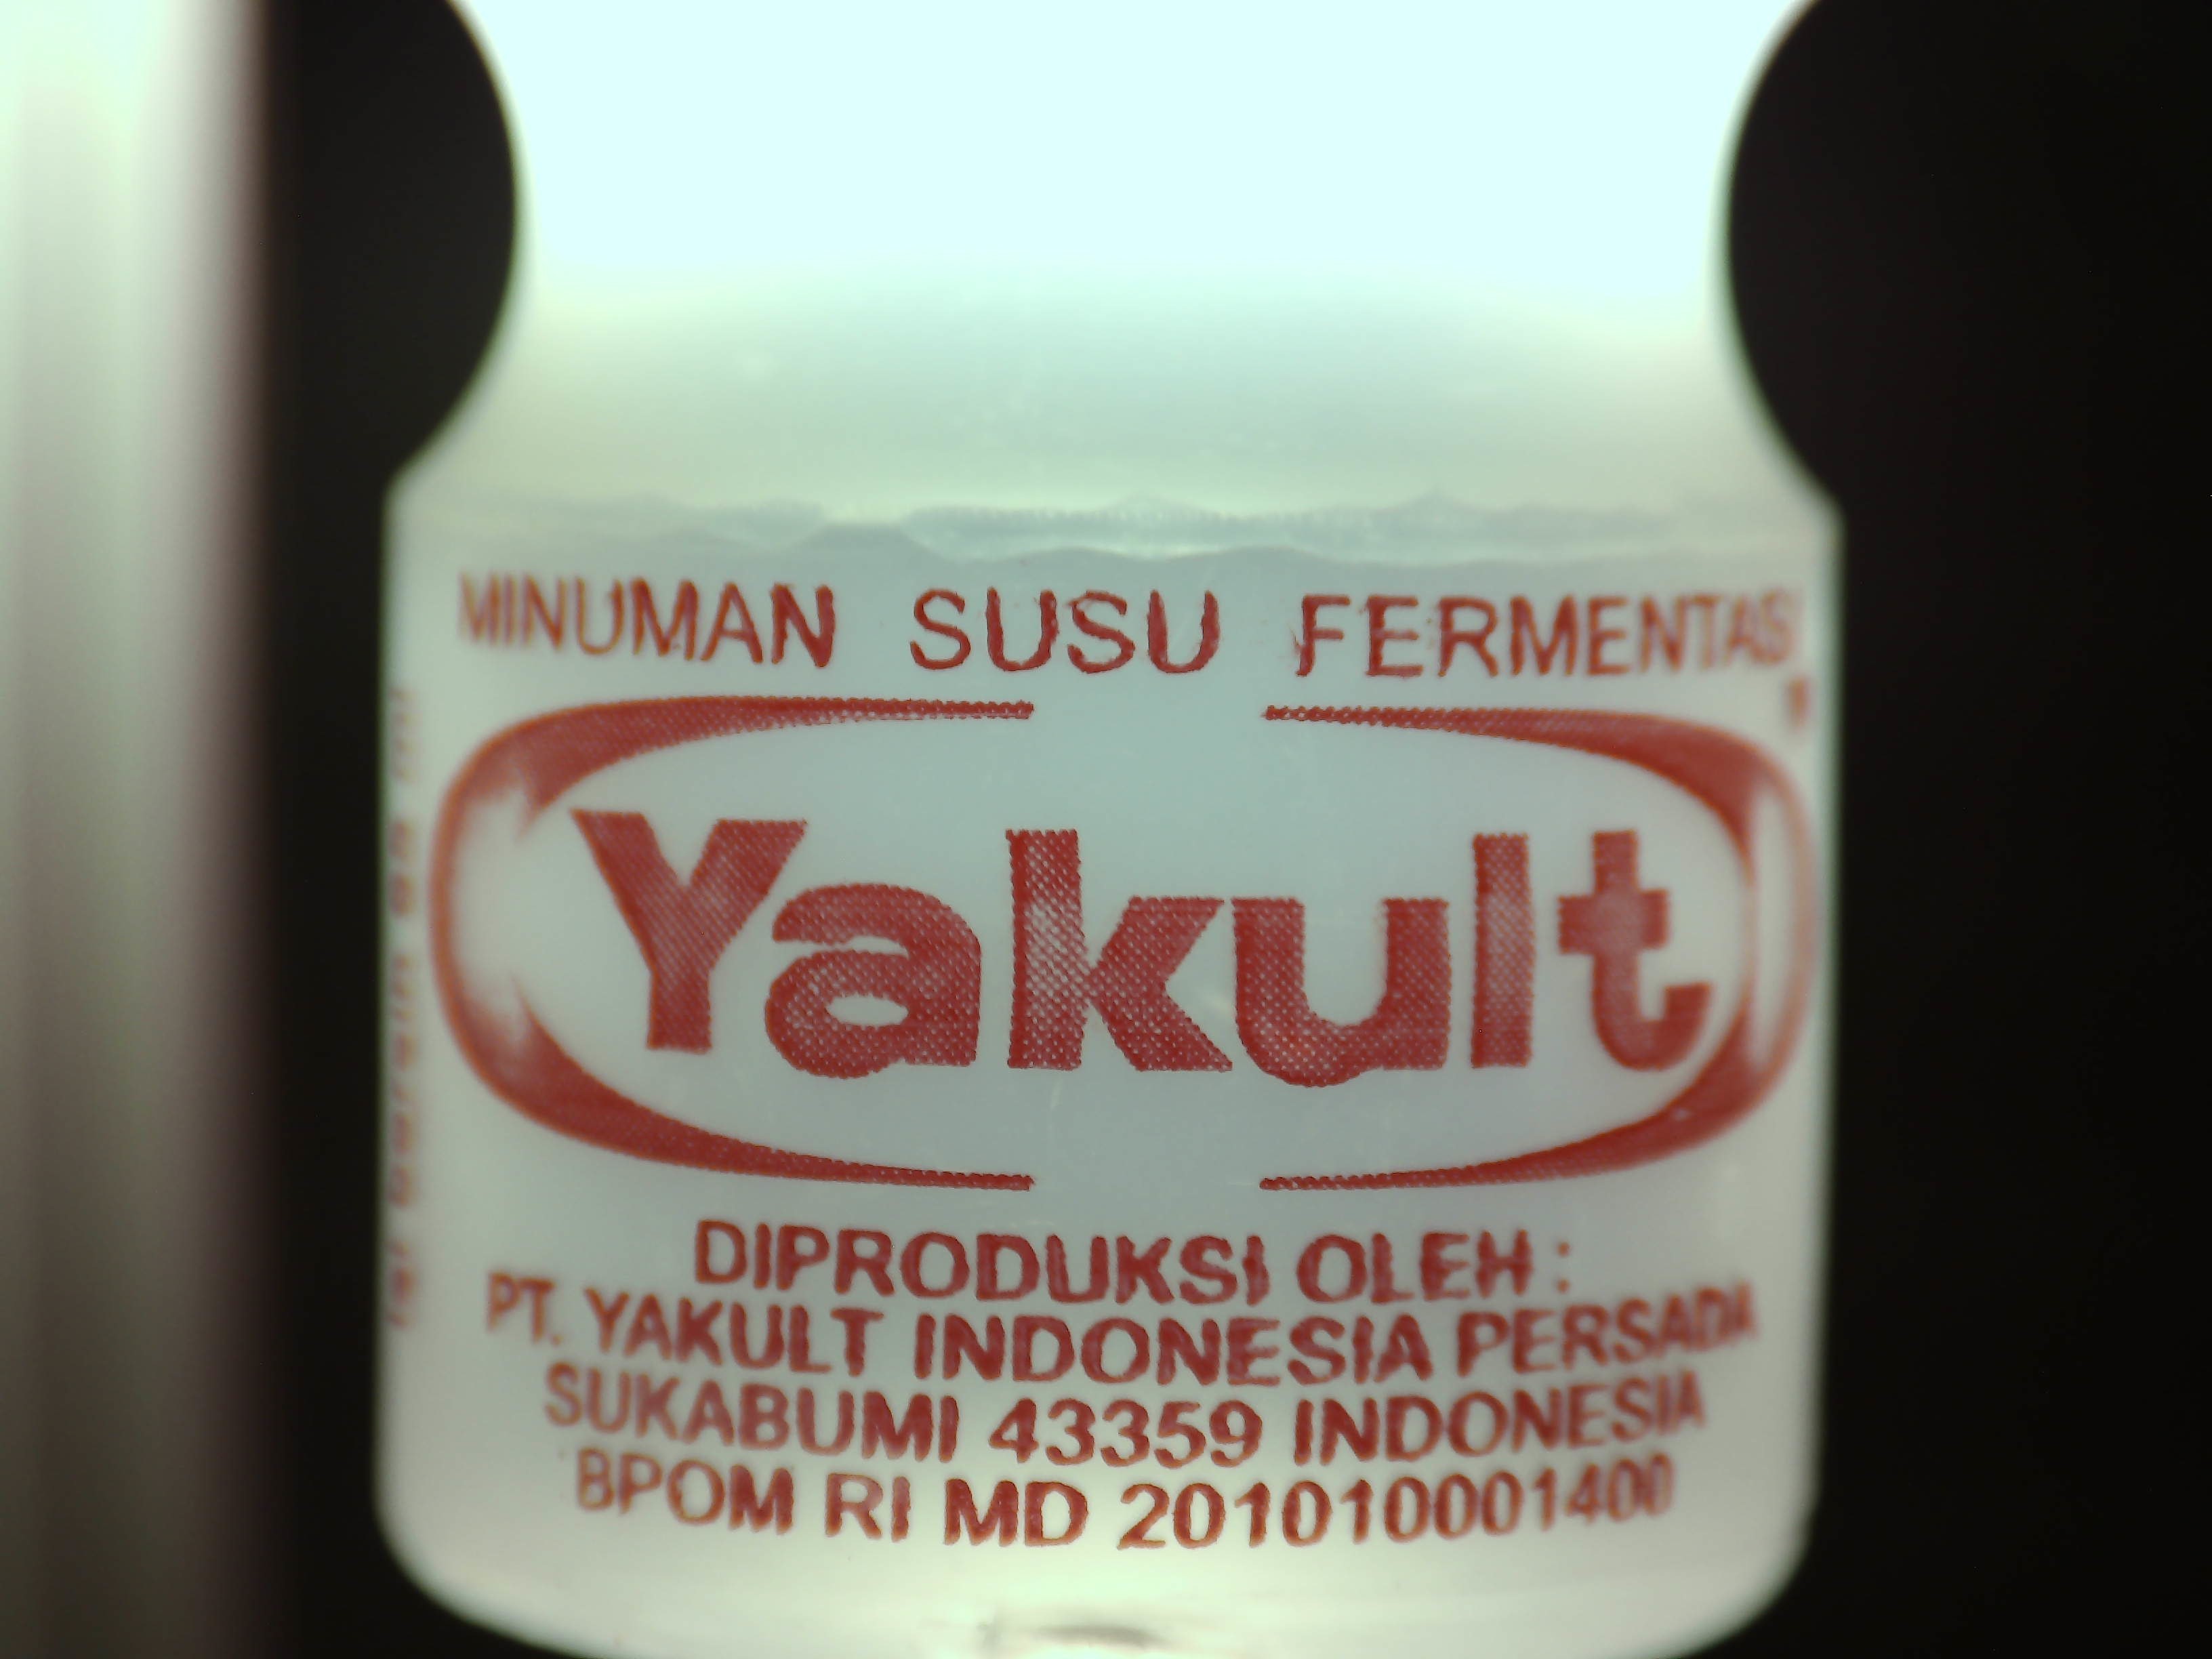 MINUMAN SUSU FERMENTASI
Yakult
DIPRODUKSI OLEH :
PT. YAKULT INDONESIA PERSADA
SUKABUMI 43359 INDONESIA
BPOM RI MD 201010001400